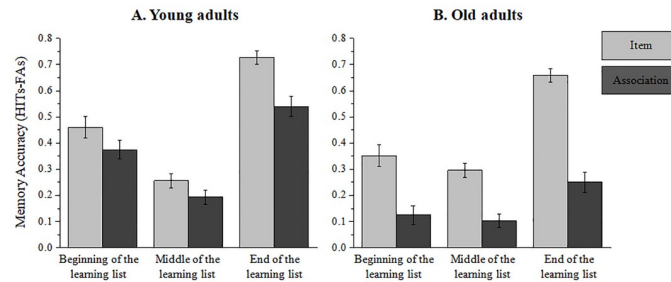 A. Young adults
B. Old adults
Memory Accuracy (HITs-FAs)
0.8
0.7
0.6
0.5
0.4
0.3
0.2
0.1
0.0
Beginning of the
learning list
Middle of the
learning list
End of the
learning list
0.8
0.7
0.6
0.5
0.4
0.3
0.2
0.1
0.0
Beginning of the
learning list
Middle of the
learning list
End of the
learning list
Item
Association